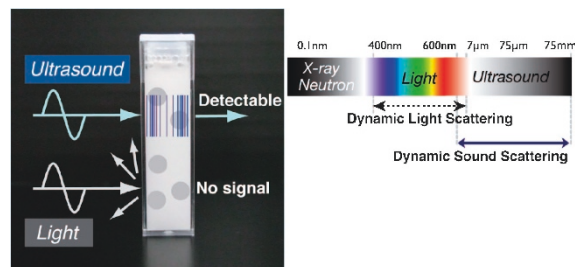 Ultrasound
Detectable
No signal
Light
0.1nm 400nm 600nm 7μm 75μm 75mm
X-ray
Neutron
Light
Ultrasound
Dynamic Light Scattering
Dynamic Sound Scattering